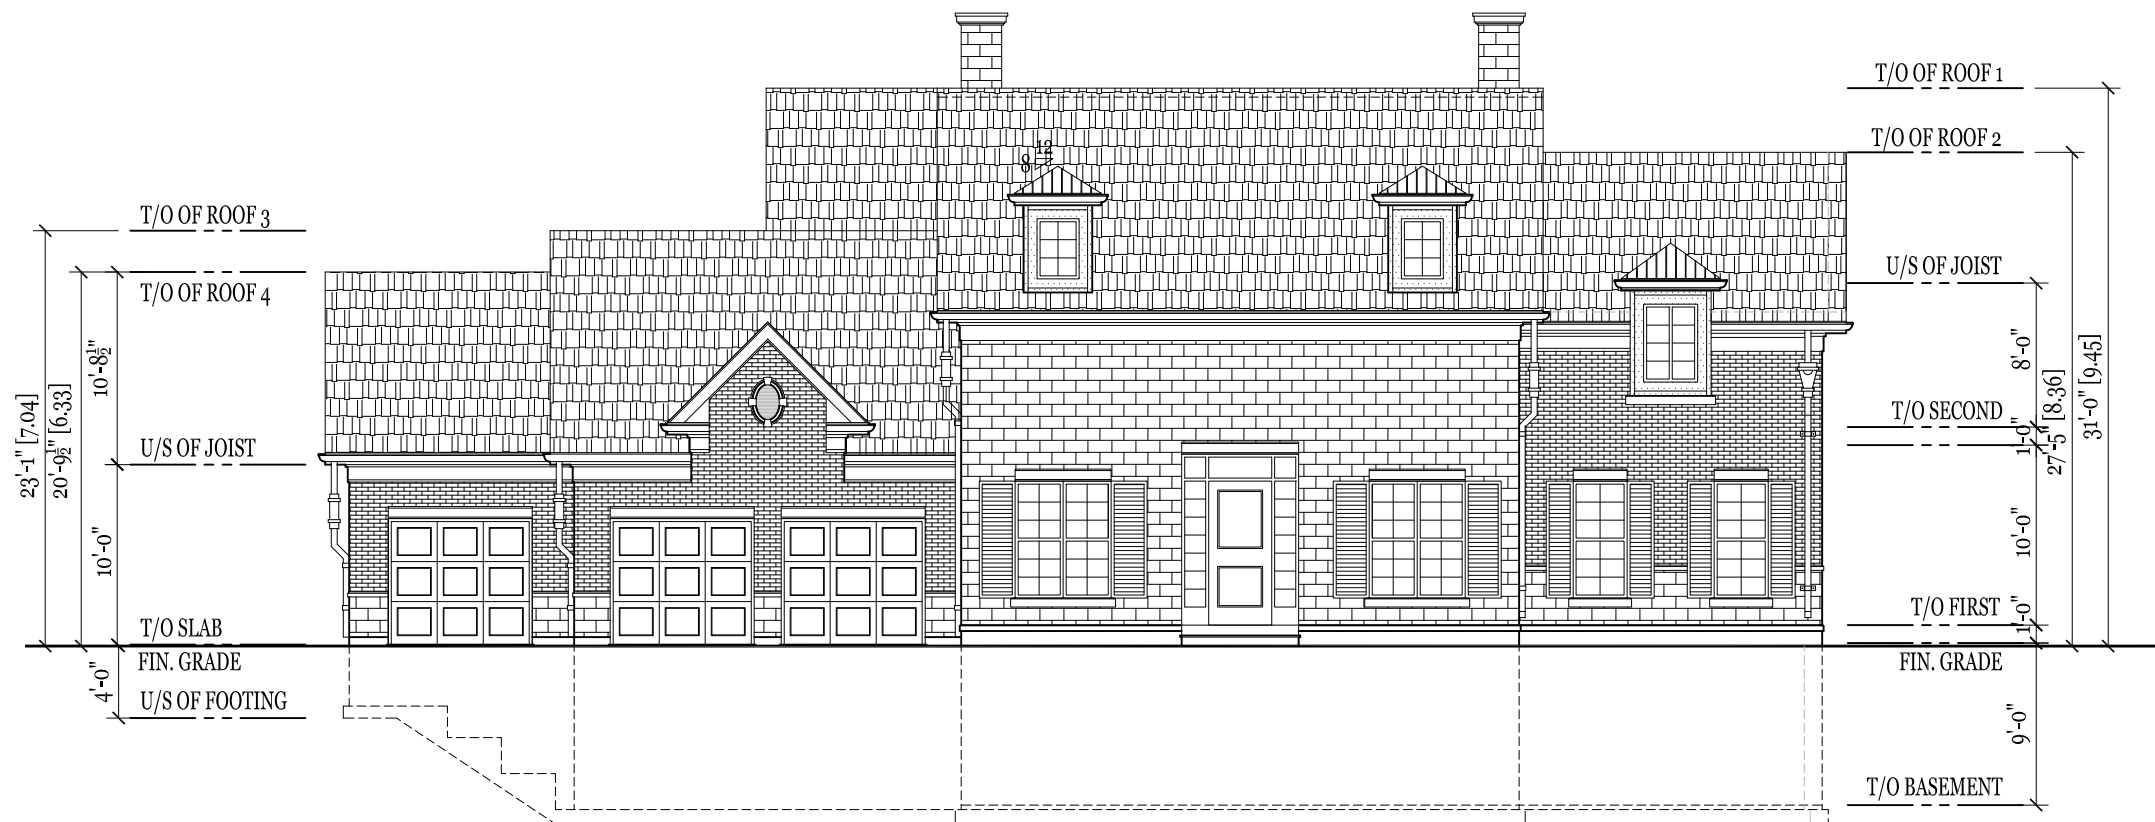 T/O OF ROOF 1
T/O OF ROOF 2
12
8
T/O OF ROOF 3
U/S OF JOIST
T/O OF ROOF 4
10'-8½"
8'-0"
31'-0" [9.45]
23'-1" [7.04]
20'-9½" [6.33]
27'-5" [8.36]
T/O SECOND
1'-0"
U/S OF JOIST
10'-0"
10'-0"
T/O FIRST
1'-0"
T/O SLAB
FIN. GRADE
FIN. GRADE
4'-0"
U/S OF FOOTING
9'-0"
T/O BASEMENT